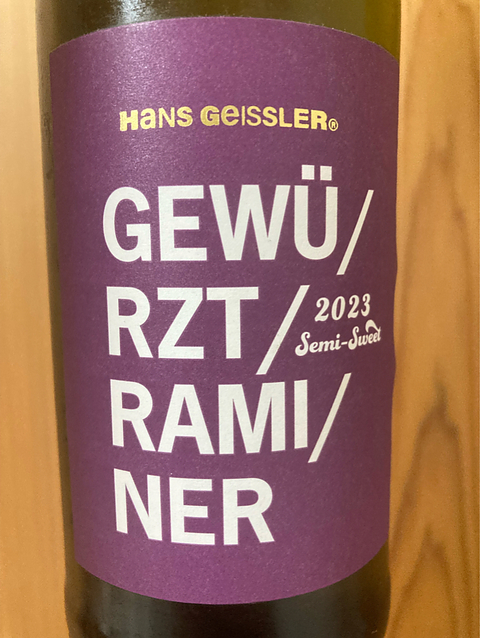 HaNS GeISSLER®
GEWÜ/
RZT/
2023
Semi-Sweet
RAMI/
NER